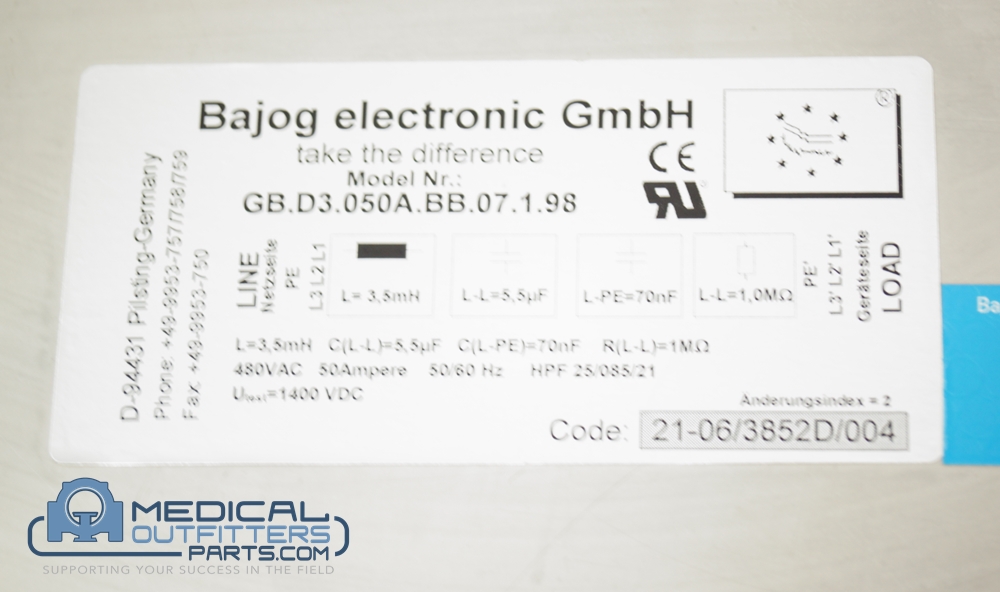 Bajog electronic GmbH
take the difference
Model Nr.:
GB.D3.050A.BB.07.1.98
CE
®
D-94431 Pilsting-Germany
Phone: +49-9953-757/758/759
Fax: +49-9953-750
LINE
Netzseite
PE
L3 L2 L1
L= 3,5mH
L-L=5,5µF
L-PE=70nF
L-L=1,0MΩ
PE'
L3' L2' L1'
Geräteseite
LOAD
L=3,5mH C(L-L)=5,5µF C(L-PE)=70nF R(L-L)=1MΩ
480VAC 50Ampere 50/60 Hz HPF 25/085/21
Utest=1400 VDC
Änderungsindex = 2
Code: 21-06/3852D/004
Ba
MEDICAL
OUTFITTERS
PARTS.COM
SUPPORTING YOUR SUCCESS IN THE FIELD